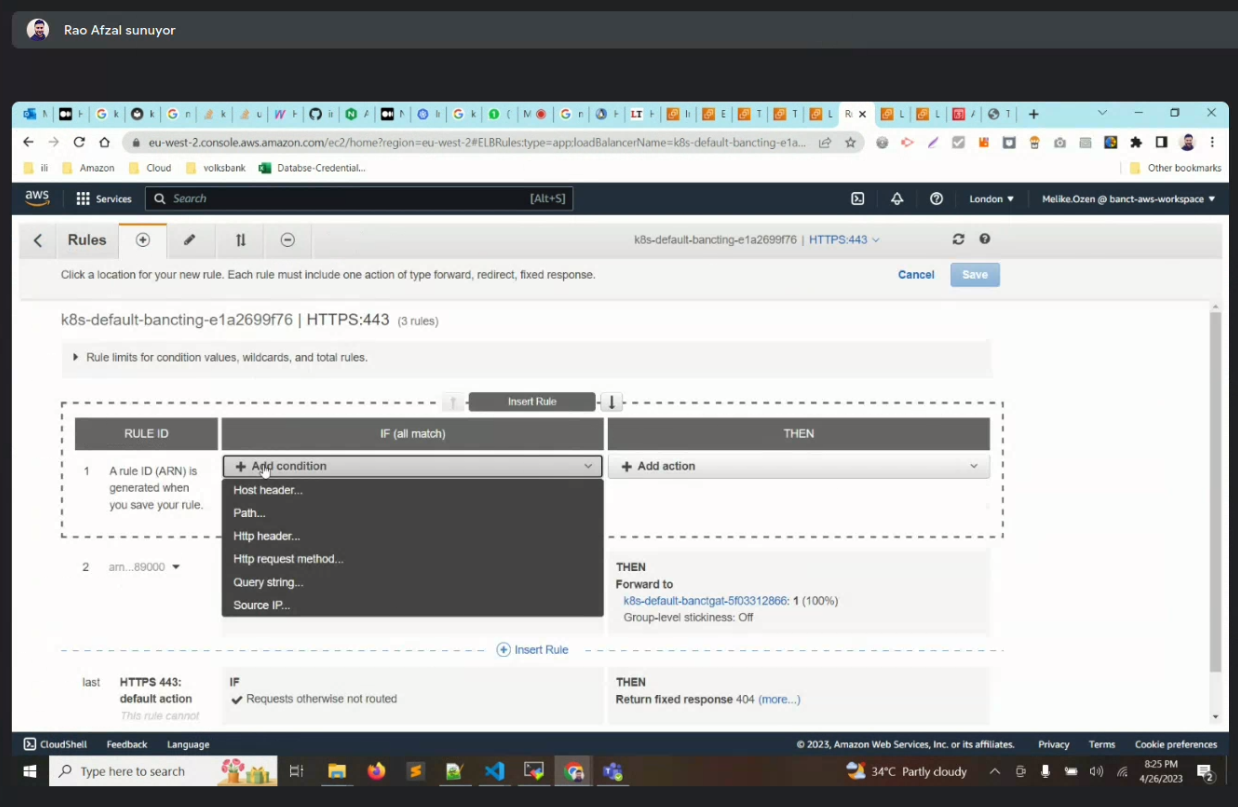 Rao Afzal sunuyor
eu-west-2.console.aws.amazon.com/ec2/home?region=eu-west-2#ELBRules:type=app:loadBalancerName=k8s-default-bancting-e1a...
ili Amazon Cloud volksbank Databse-Credential... Other bookmarks
aws Services Search [Alt+S] London ▼ Melike.Ozen @ banct-aws-workspace ▼
Rules k8s-default-bancting-e1a2699f76 | HTTPS:443
Click a location for your new rule. Each rule must include one action of type forward, redirect, fixed response. Cancel Save
k8s-default-bancting-e1a2699f76 | HTTPS:443 (3 rules)
Rule limits for condition values, wildcards, and total rules.
Insert Rule
RULE ID IF (all match) THEN
1 A rule ID (ARN) is generated when you save your rule.
+ Add condition
+ Add action
Host header...
Path...
Http header...
Http request method...
Query string...
Source IP...
2 arn...89000 ▼
THEN
Forward to
k8s-default-banctgat-5f03312866: 1 (100%)
Group-level stickiness: Off
Insert Rule
last HTTPS 443: default action
This rule cannot
IF
Requests otherwise not routed
THEN
Return fixed response 404 (more...)
CloudShell Feedback Language © 2023, Amazon Web Services, Inc. or its affiliates. Privacy Terms Cookie preferences
Type here to search 34°C Partly cloudy 8:25 PM
4/26/2023 2